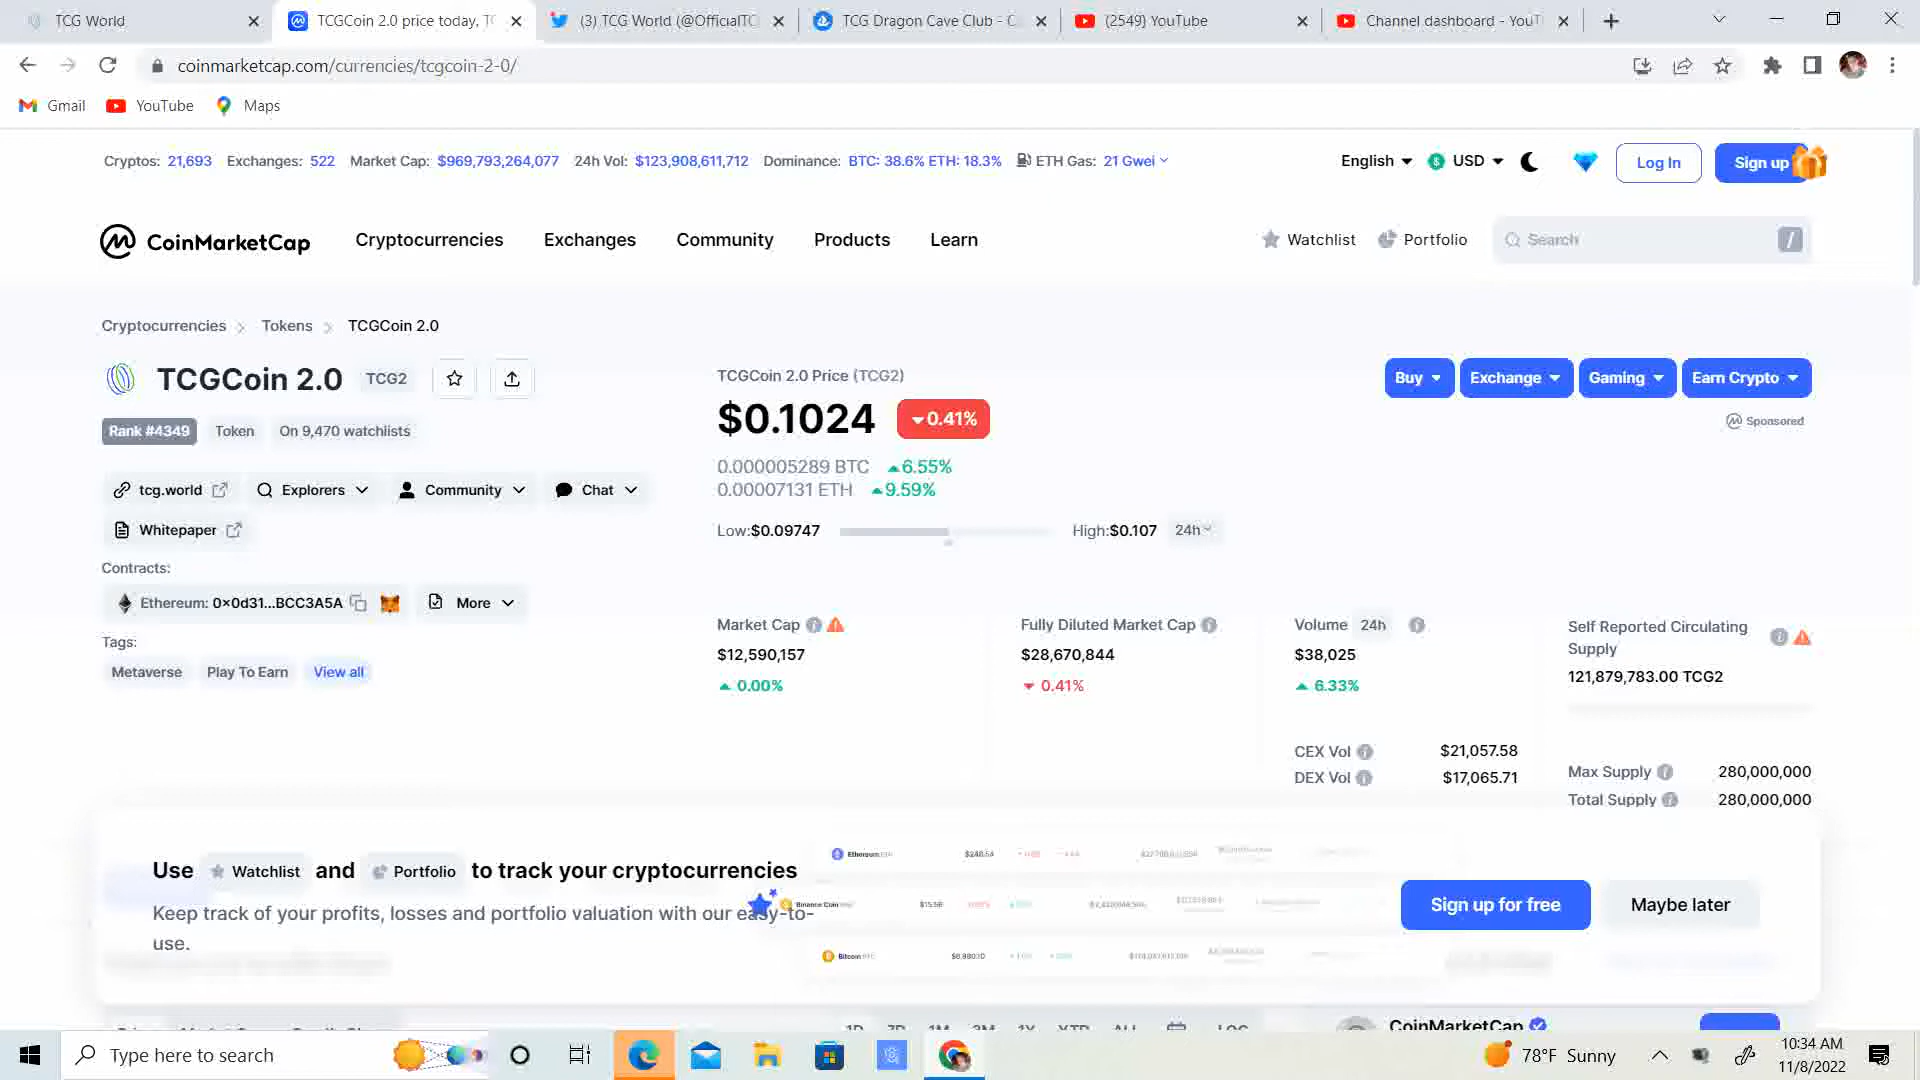 TCG World
TCGCoin 2.0 price today, TC
(3) TCG World (@OfficialTC
TCG Dragon Cave Club - C
(2549) YouTube
Channel dashboard - YouT
coinmarketcap.com/currencies/tcgcoin-2-0/
Gmail YouTube Maps
Cryptos: 21,693 Exchanges: 522 Market Cap: $969,793,264,077 24h Vol: $123,908,611,712 Dominance: BTC: 38.6% ETH: 18.3% ETH Gas: 21 Gwei
English USD Log In Sign up
CoinMarketCap Cryptocurrencies Exchanges Community Products Learn
Watchlist Portfolio Search /
Cryptocurrencies > Tokens > TCGCoin 2.0
TCGCoin 2.0 TCG2
Rank #4349 Token On 9,470 watchlists
tcg.world Explorers Community Chat
Whitepaper
Contracts:
Ethereum: 0x0d31...BCC3A5A More
Tags:
Metaverse Play To Earn View all
TCGCoin 2.0 Price (TCG2)
$0.1024 0.41%
0.000005289 BTC 6.55%
0.00007131 ETH 9.59%
Low:$0.09747 High:$0.107 24h
Buy Exchange Gaming Earn Crypto
Sponsored
Market Cap
$12,590,157
0.00%
Fully Diluted Market Cap
$28,670,844
0.41%
Volume 24h
$38,025
6.33%
CEX Vol $21,057.58
DEX Vol $17,065.71
Self Reported Circulating
Supply
121,879,783.00 TCG2
Max Supply 280,000,000
Total Supply 280,000,000
Use Watchlist and Portfolio to track your cryptocurrencies
Keep track of your profits, losses and portfolio valuation with our easy-to-
use.
Ethereum
Binance Coin
Bitcoin
Sign up for free Maybe later
1D 7D 1M 3M 1Y YTD ALL LOG
CoinMarketCap
Type here to search
78°F Sunny
10:34 AM
11/8/2022